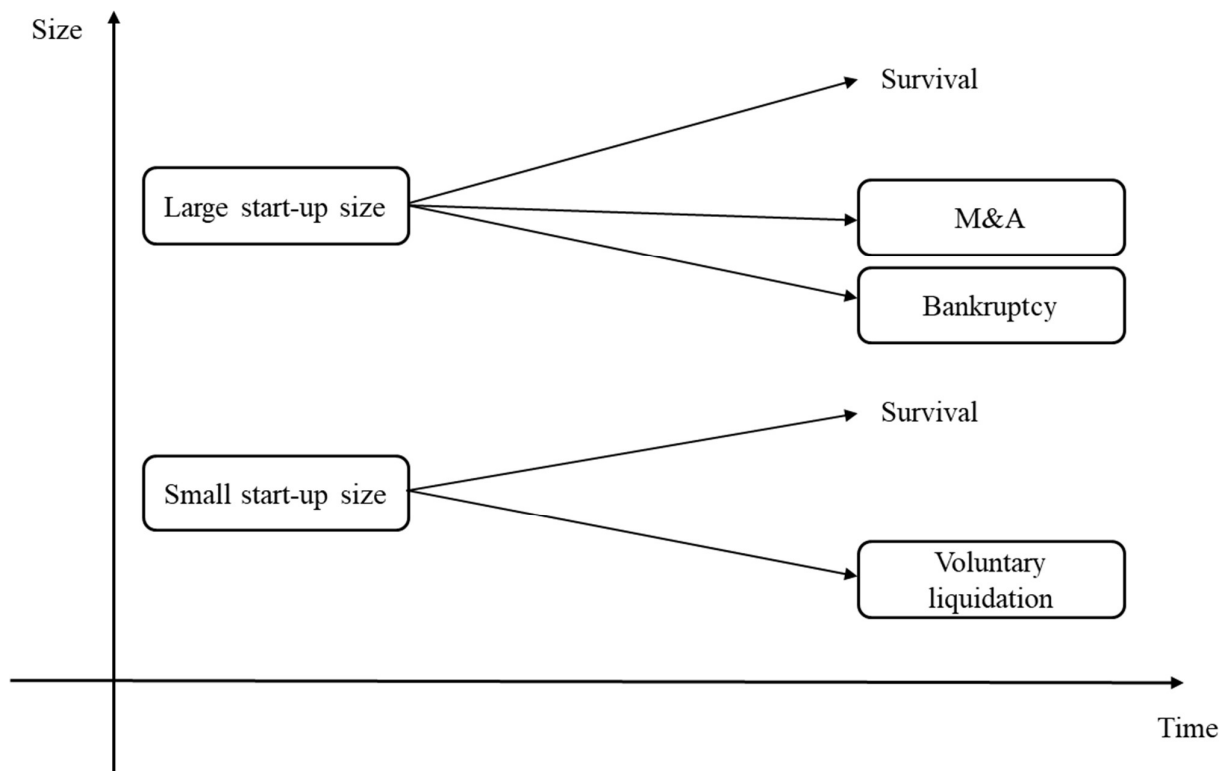 Size
Survival
Large start-up size
M&A
Bankruptcy
Survival
Small start-up size
Voluntary
liquidation
Time